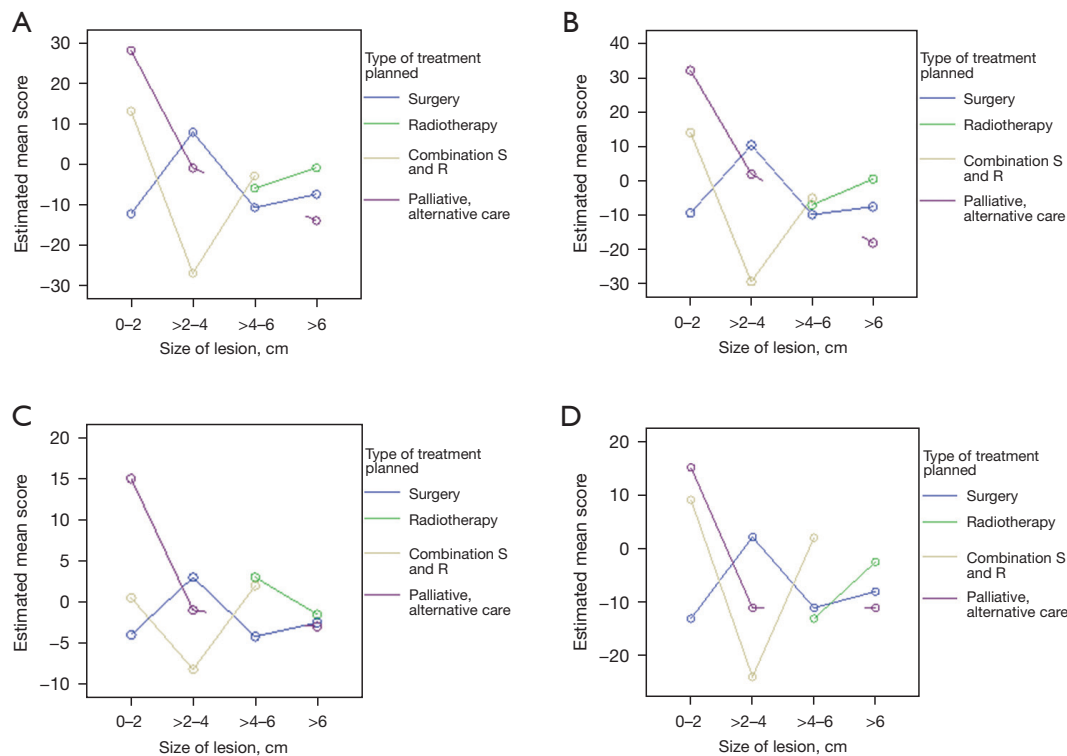 A
30
20
10
0
−10
−20
−30
Estimated mean score
0–2
>2–4
>4–6
>6
Size of lesion, cm
Type of treatment
planned
Surgery
Radiotherapy
Combination S
and R
Palliative,
alternative care
B
40
30
20
10
0
−10
−20
−30
Estimated mean score
0–2
>2–4
>4–6
>6
Size of lesion, cm
Type of treatment
planned
Surgery
Radiotherapy
Combination S
and R
Palliative,
alternative care
C
20
15
10
5
0
−5
−10
Estimated mean score
0–2
>2–4
>4–6
>6
Size of lesion, cm
Type of treatment
planned
Surgery
Radiotherapy
Combination S
and R
Palliative,
alternative care
D
20
10
0
−10
−20
Estimated mean score
0–2
>2–4
>4–6
>6
Size of lesion, cm
Type of treatment
planned
Surgery
Radiotherapy
Combination S
and R
Palliative,
alternative care